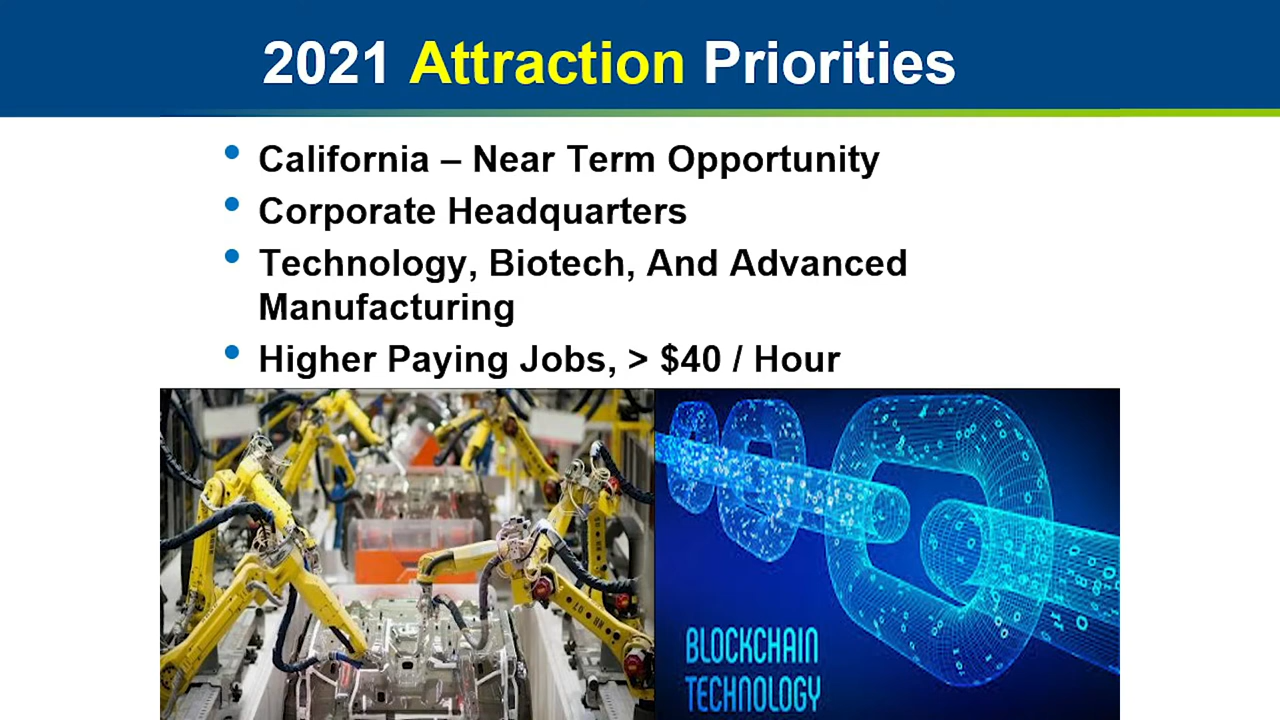 2021 Attraction Priorities
• California – Near Term Opportunity
• Corporate Headquarters
• Technology, Biotech, And Advanced
Manufacturing
• Higher Paying Jobs, > $40 / Hour
BLOCKCHAIN
TECHNOLOGY